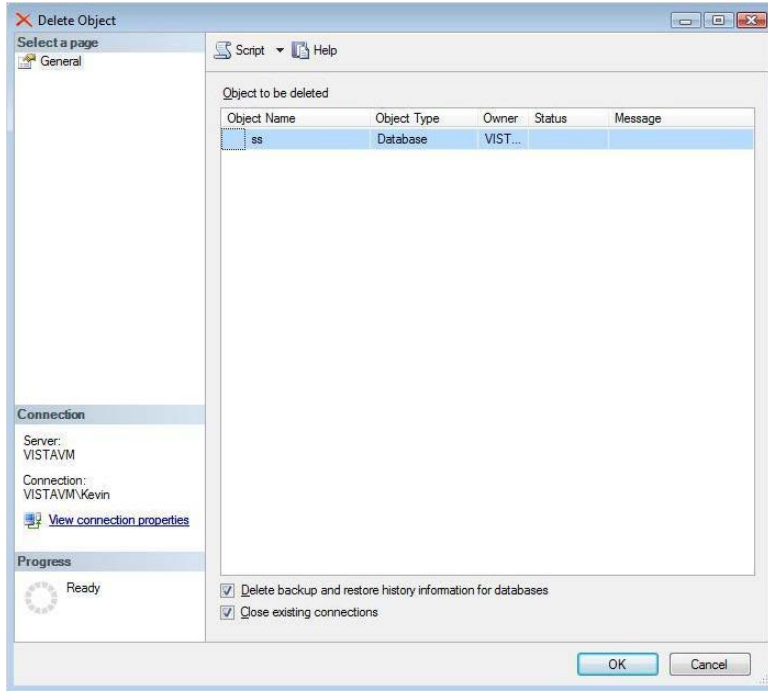 Delete Object
Select a page
General
Script Help
Object to be deleted
Object Name Object Type Owner Status Message
ss Database VIST...
Connection
Server:
VISTAVM
Connection:
VISTAVM\Kevin
View connection properties
Progress
Ready
Delete backup and restore history information for databases
Close existing connections
OK Cancel